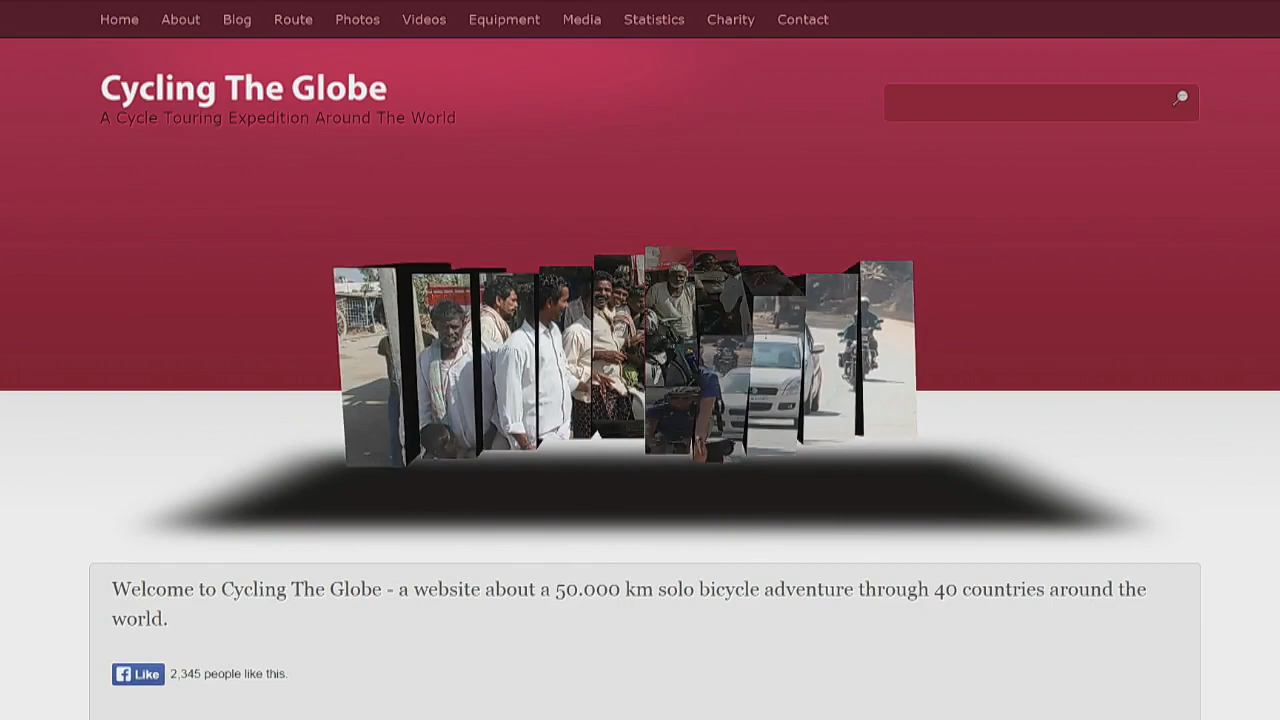 Home About Blog Route Photos Videos Equipment Media Statistics Charity Contact
Cycling The Globe
A Cycle Touring Expedition Around The World
Welcome to Cycling The Globe - a website about a 50.000 km solo bicycle adventure through 40 countries around the
world.
Like 2,345 people like this.